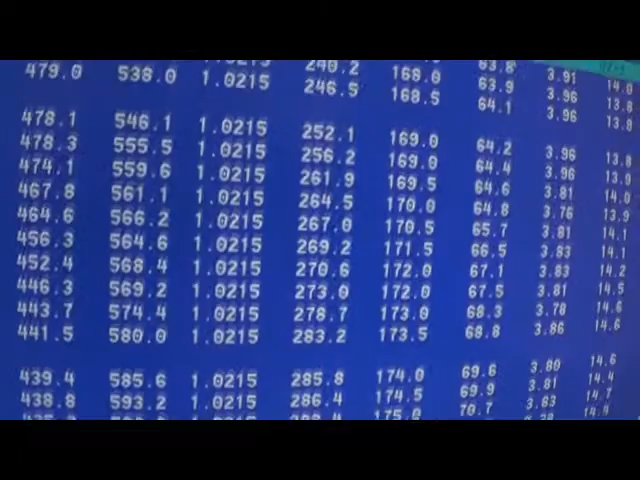 240.2 63.8
479.0 538.0 1.0215 246.5 168.0 63.9 3.91 14.0
168.5 64.1 3.96 13.8
3.96 13.8
478.1 546.1 1.0215 252.1 169.0 64.2 3.96 13.8
478.3 555.5 1.0215 256.2 169.0 64.4 3.96 13.9
474.1 559.6 1.0215 261.9 169.5 64.6 3.81 14.0
467.8 561.1 1.0215 264.5 170.0 64.8 3.76 13.9
464.6 566.2 1.0215 267.0 170.5 65.7 3.81 14.1
456.3 564.6 1.0215 269.2 171.5 66.5 3.83 14.1
452.4 568.4 1.0215 270.6 172.0 67.1 3.83 14.2
446.3 569.2 1.0215 273.0 172.0 67.5 3.81 14.5
443.7 574.4 1.0215 278.7 173.0 68.3 3.78 14.6
441.5 580.0 1.0215 283.2 173.5 68.8 3.86 14.6
439.4 585.6 1.0215 285.8 174.0 69.6 3.80 14.6
438.8 593.2 1.0215 286.4 174.5 69.9 3.81 14.4
175.0 70.7 3.83 14.7